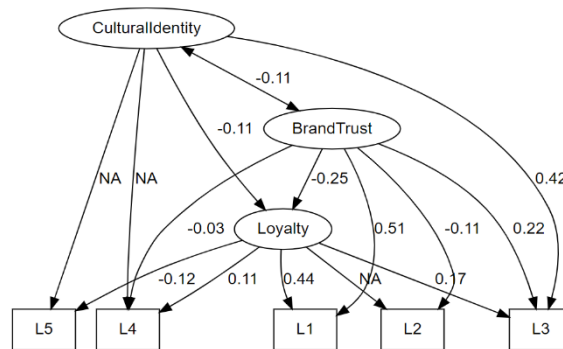 CulturalIdentity
-0.11
BrandTrust
NA NA -0.11 -0.25 0.42
-0.03 Loyalty 0.51 -0.11 0.22
-0.12 0.11 0.44 NA 0.17
L5 L4 L1 L2 L3